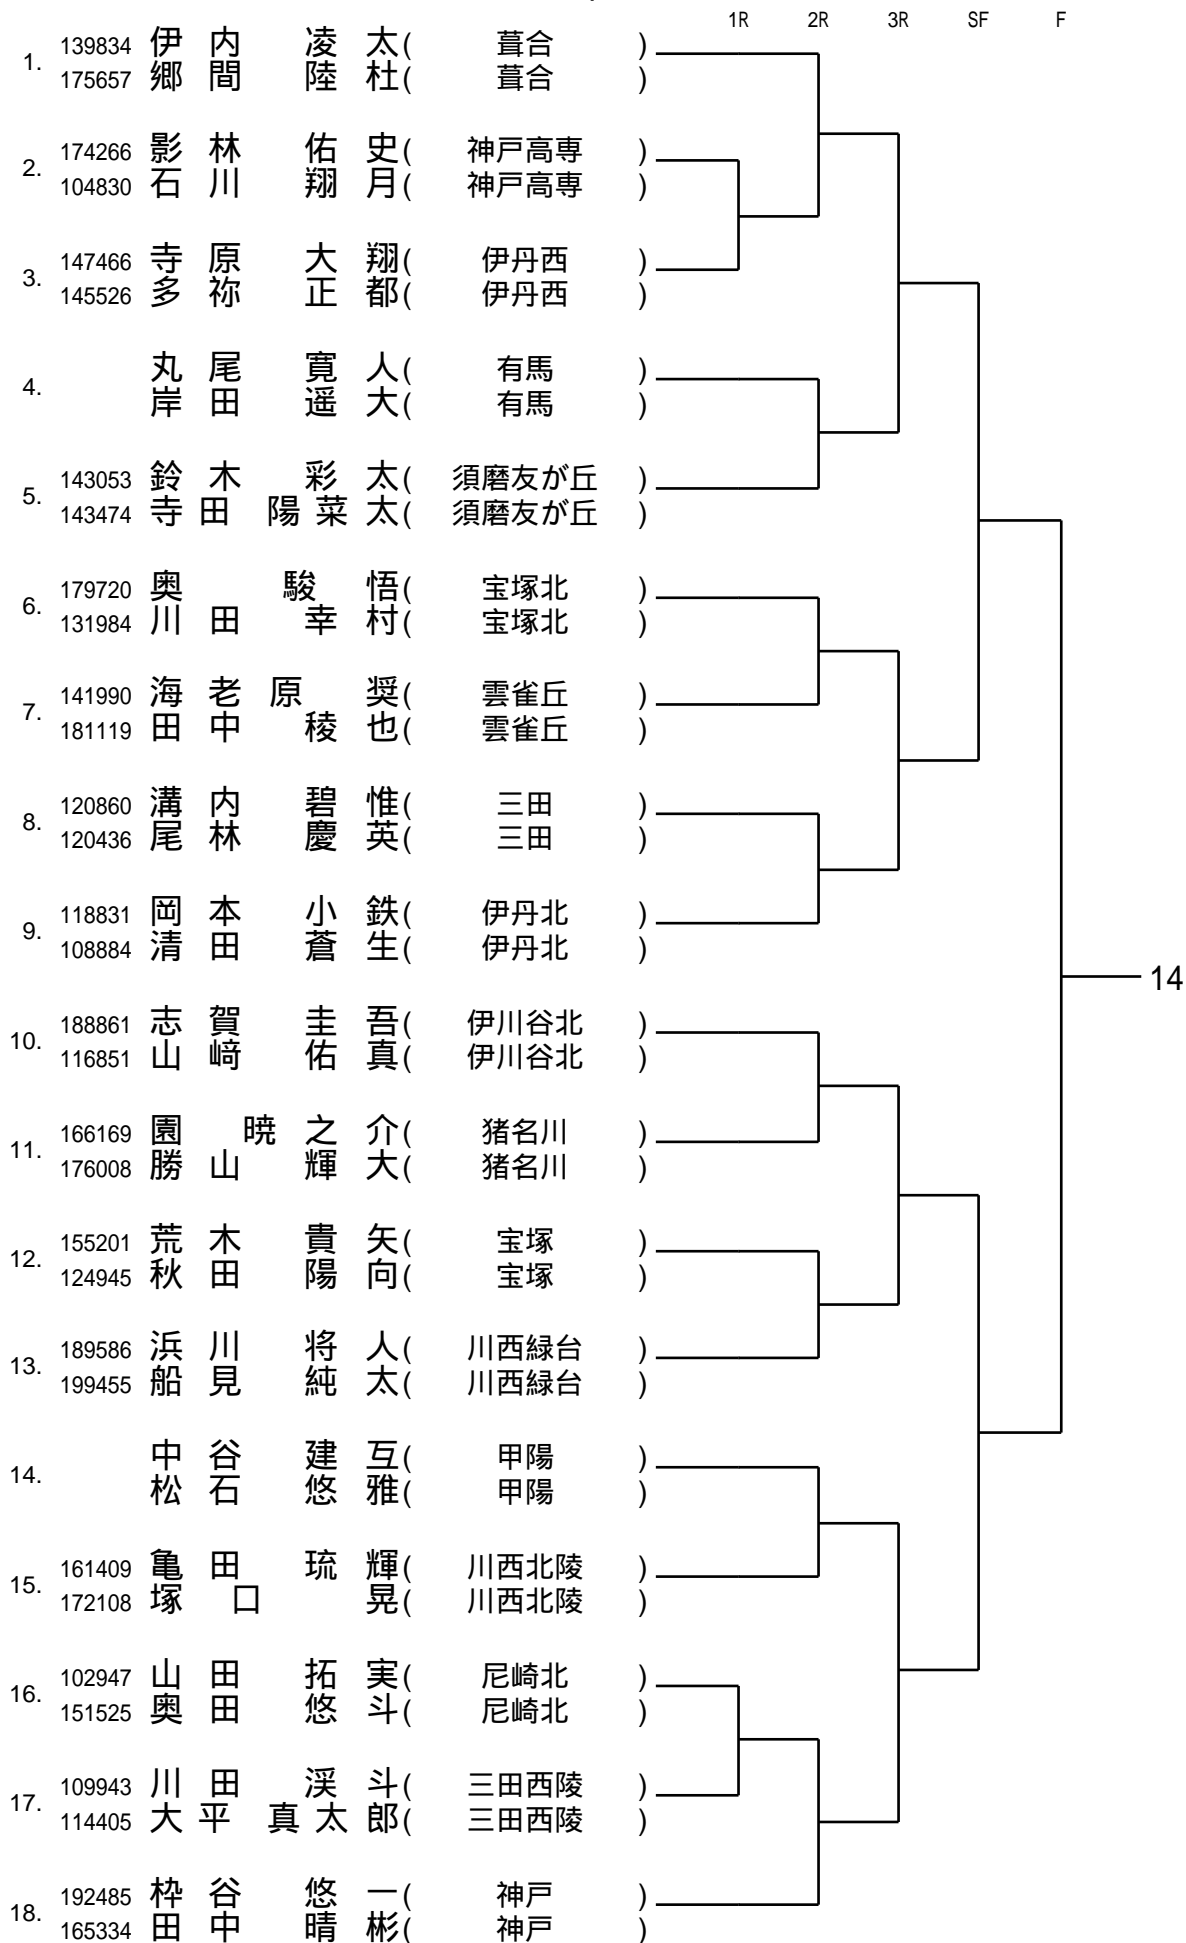 1R 2R 3R SF F
1. 139834 伊内 凌太( 葺合 )
175657 郷間 陸杜( 葺合 )
2. 174266 影林 佑史( 神戸高専 )
104830 石川 翔月( 神戸高専 )
3. 147466 寺原 大翔( 伊丹西 )
145526 多祢 正都( 伊丹西 )
4. 丸尾 寛人( 有馬 )
岸田 遥大( 有馬 )
5. 143053 鈴木 彩太( 須磨友が丘 )
143474 寺田 陽菜太( 須磨友が丘 )
6. 179720 奥 駿悟( 宝塚北 )
131984 川田 幸村( 宝塚北 )
7. 141990 海老原 奨( 雲雀丘 )
181119 田中 稜也( 雲雀丘 )
8. 120860 溝内 碧惟( 三田 )
120436 尾林 慶英( 三田 )
9. 118831 岡本 小鉄( 伊丹北 )
108884 清田 蒼生( 伊丹北 )
14
10. 188861 志賀 圭吾( 伊川谷北 )
116851 山﨑 佑真( 伊川谷北 )
11. 166169 園 暁之介( 猪名川 )
176008 勝山 輝大( 猪名川 )
12. 155201 荒木 貴矢( 宝塚 )
124945 秋田 陽向( 宝塚 )
13. 189586 浜川 将人( 川西緑台 )
199455 船見 純太( 川西緑台 )
14. 中谷 建互( 甲陽 )
松石 悠雅( 甲陽 )
15. 161409 亀田 琉輝( 川西北陵 )
172108 塚口 晃( 川西北陵 )
16. 102947 山田 拓実( 尼崎北 )
151525 奥田 悠斗( 尼崎北 )
17. 109943 川田 渓斗( 三田西陵 )
114405 大平 真太郎( 三田西陵 )
18. 192485 枠谷 悠一( 神戸 )
165334 田中 晴彬( 神戸 )